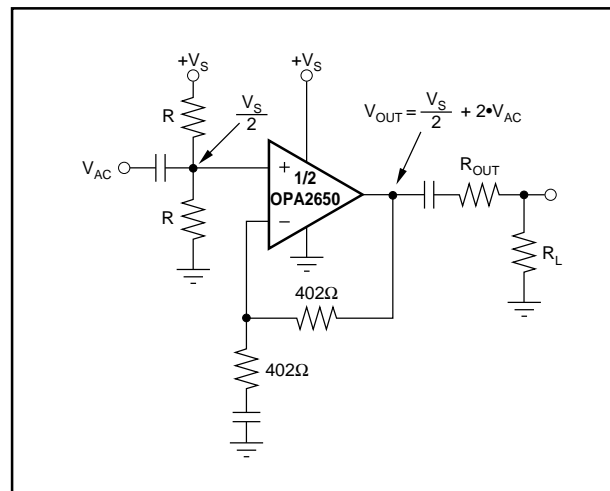 +V_S
+V_S
R
V_S/2
V_OUT = V_S/2 + 2•V_AC
V_AC
+
1/2
OPA2650
–
R_OUT
R
R_L
402Ω
402Ω